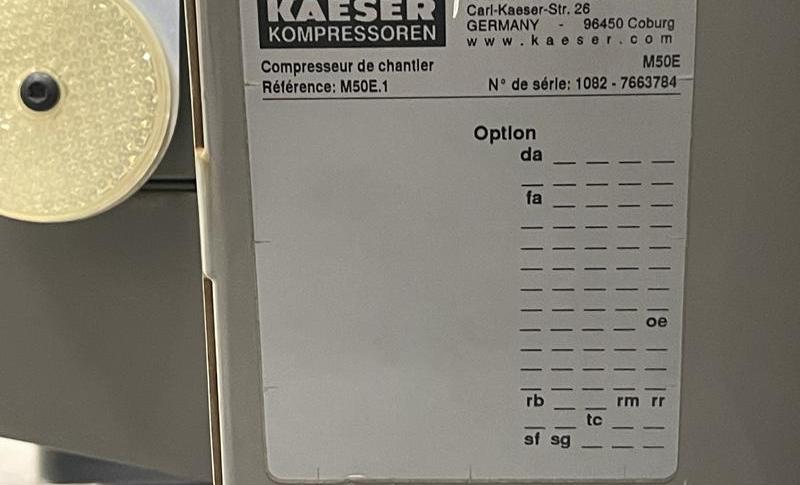 KAESER
KOMPRESSOREN
Carl-Kaeser-Str. 26
GERMANY - 96450 Coburg
www.kaeser.com
Compresseur de chantier M50E
Référence: M50E.1 N° de série: 1082 - 7663784
Option
da _ _ _ _
_ _ _ _ _
fa _ _ _ _
_ _ _ _ _
_ _ _ _ _
_ _ _ _ _
_ _ _ _ _
_ _ _ _ _
_ _ _ _ oe
_ _ _ _ _
_ _ _ _ _
_ _ _ _ _
rb _ _ rm rr
_ _ tc _ _
sf sg _ _ _